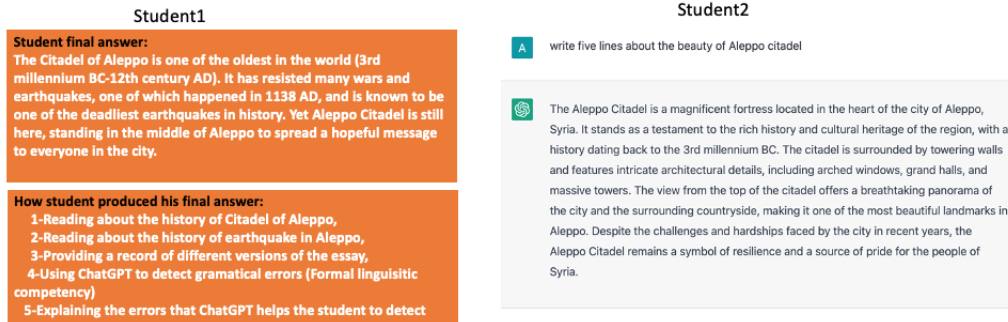 Student1
Student final answer:
The Citadel of Aleppo is one of the oldest in the world (3rd
millennium BC-12th century AD). It has resisted many wars and
earthquakes, one of which happened in 1138 AD, and is known to be
one of the deadliest earthquakes in history. Yet Aleppo Citadel is still
here, standing in the middle of Aleppo to spread a hopeful message
to everyone in the city.
How student produced his final answer:
1-Reading about the history of Citadel of Aleppo,
2-Reading about the history of earthquake in Aleppo,
3-Providing a record of different versions of the essay,
4-Using ChatGPT to detect gramatical errors (Formal linguisitic
competency)
5-Explaining the errors that ChatGPT helps the student to detect
Student2
A
write five lines about the beauty of Aleppo citadel
The Aleppo Citadel is a magnificent fortress located in the heart of the city of Aleppo,
Syria. It stands as a testament to the rich history and cultural heritage of the region, with a
history dating back to the 3rd millennium BC. The citadel is surrounded by towering walls
and features intricate architectural details, including arched windows, grand halls, and
massive towers. The view from the top of the citadel offers a breathtaking panorama of
the city and the surrounding countryside, making it one of the most beautiful landmarks in
Aleppo. Despite the challenges and hardships faced by the city in recent years, the
Aleppo Citadel remains a symbol of resilience and a source of pride for the people of
Syria.